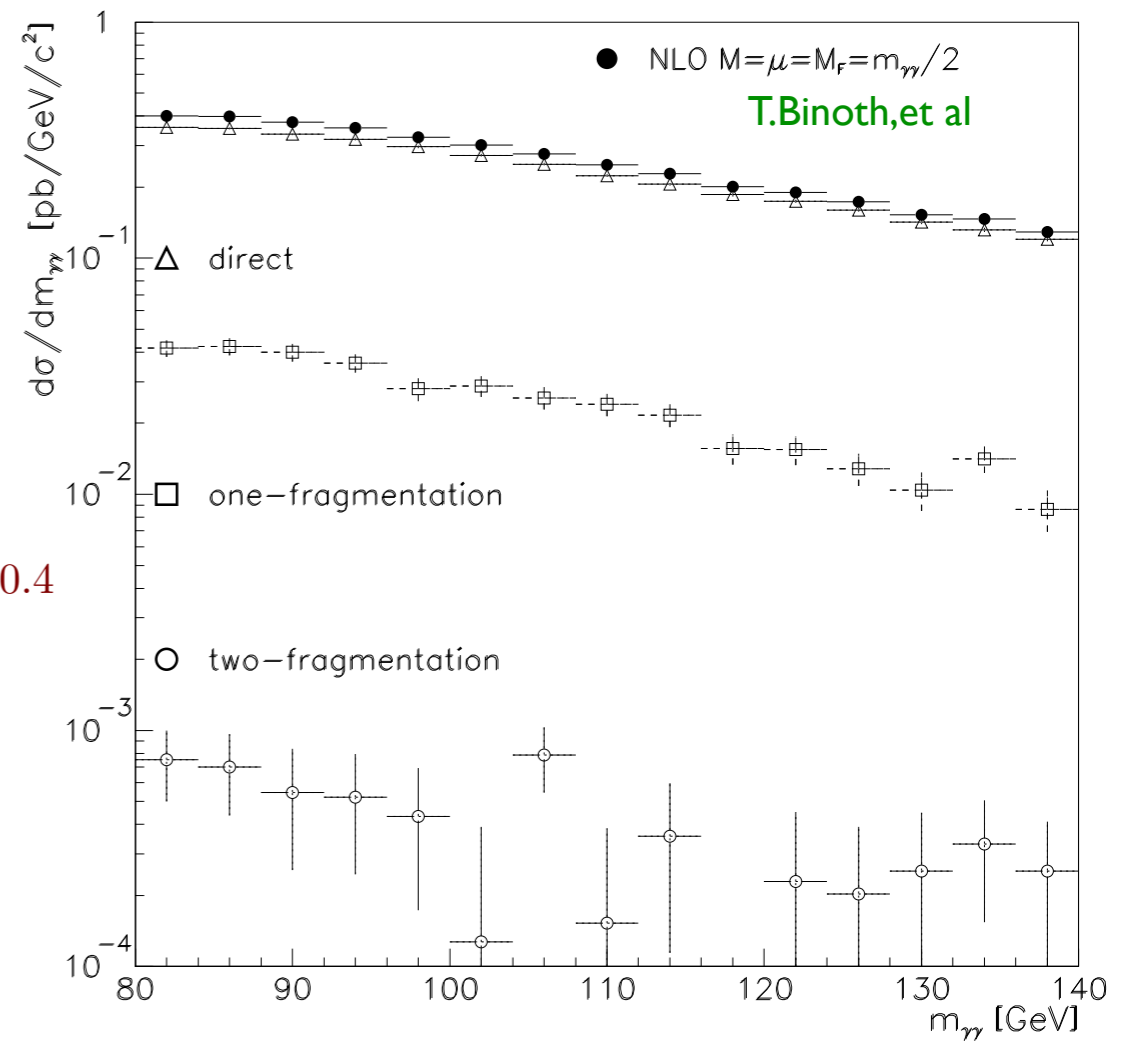 dσ/dm_γγ [pb/GeV/c²]
1
NLO M=μ=M_F=m_γγ/2
T.Binoth,et al
10⁻¹
direct
10⁻²
one-fragmentation
0.4
two-fragmentation
10⁻³
10⁻⁴
80 90 100 110 120 130 140
m_γγ [GeV]